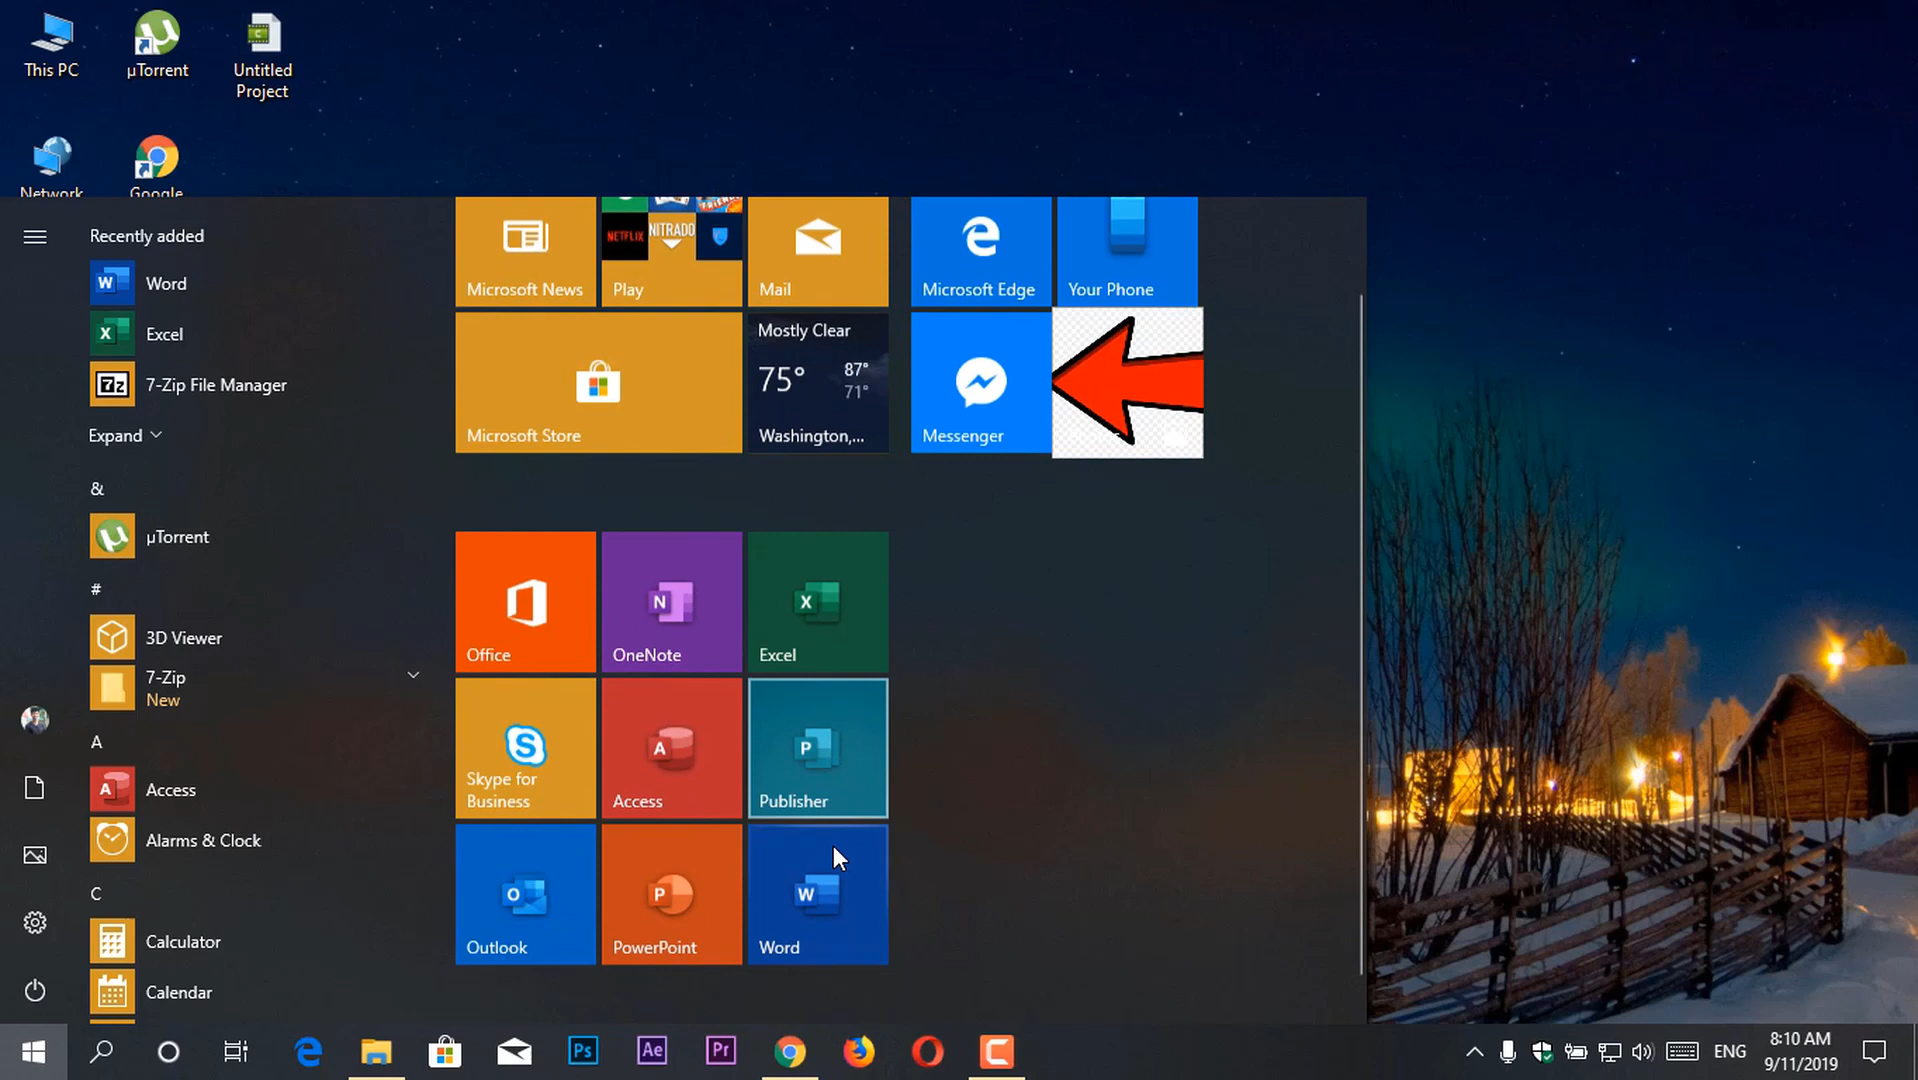 This PC
µTorrent
Untitled
Project
Network
Google
Recently added
Word
Excel
7-Zip File Manager
Expand
&
µTorrent
#
3D Viewer
7-Zip
New
A
Access
Alarms & Clock
C
Calculator
Calendar
Microsoft News
NETFLIX
NITRADO
Play
Mail
Microsoft Edge
Your Phone
Microsoft Store
Mostly Clear
75° 87°
71°
Washington,...
Messenger
Office
OneNote
Excel
Skype for
Business
Access
Publisher
Outlook
PowerPoint
Word
Ps
Ae
Pr
ENG
8:10 AM
9/11/2019